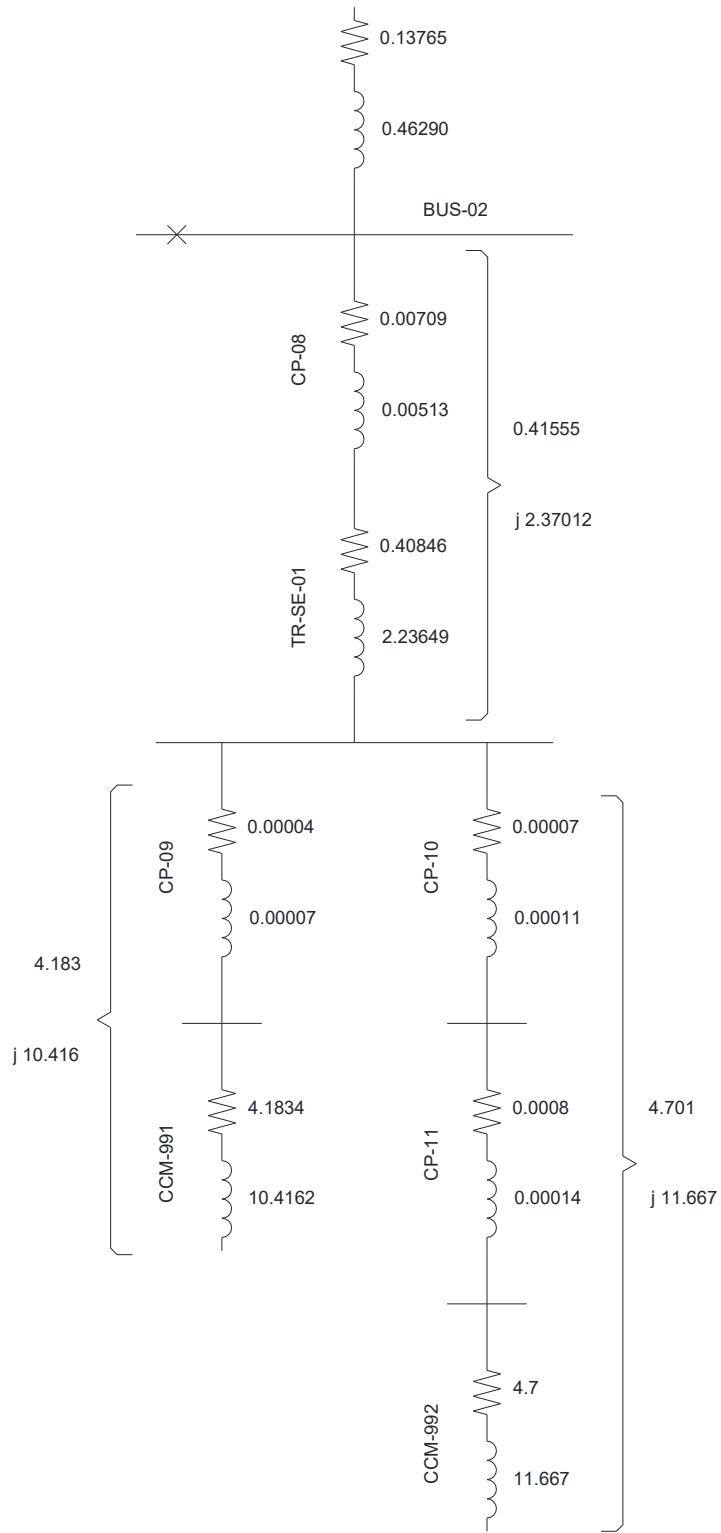 0.13765
0.46290
BUS-02
0.00709
CP-08
0.00513
0.41555
j 2.37012
0.40846
TR-SE-01
2.23649
0.00004
0.00007
CP-09
CP-10
0.00007
0.00011
4.183
j 10.416
4.1834
0.0008
4.701
CCM-991
CP-11
10.4162
0.00014
j 11.667
4.7
CCM-992
11.667